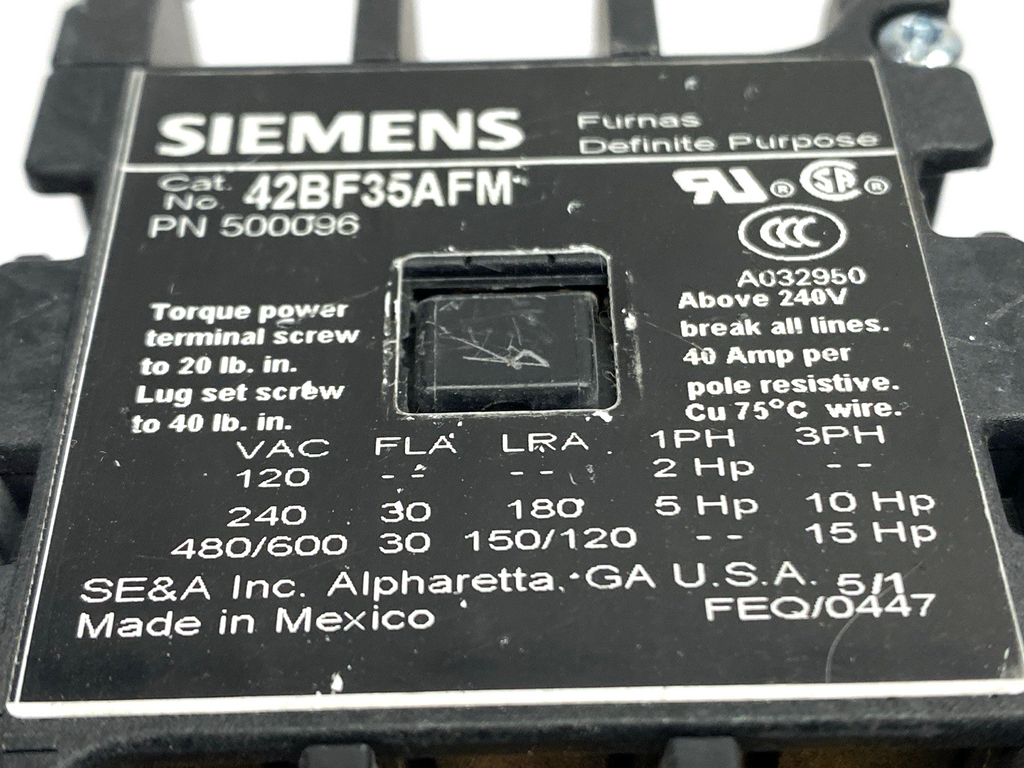 SIEMENS
Furnas
Definite Purpose
Cat. No. 42BF35AFM
PN 500096
RU ® SA ®
CCC
A032950
Torque power
terminal screw
to 20 lb. in.
Lug set screw
to 40 lb. in.
Above 240V
break all lines.
40 Amp per
pole resistive.
Cu 75°C wire.
VAC FLA LRA 1PH 3PH
120 -- -- 2 Hp --
240 30 180 5 Hp 10 Hp
480/600 30 150/120 -- 15 Hp
SE&A Inc. Alpharetta, GA U.S.A. 5/1
Made in Mexico FEQ/0447